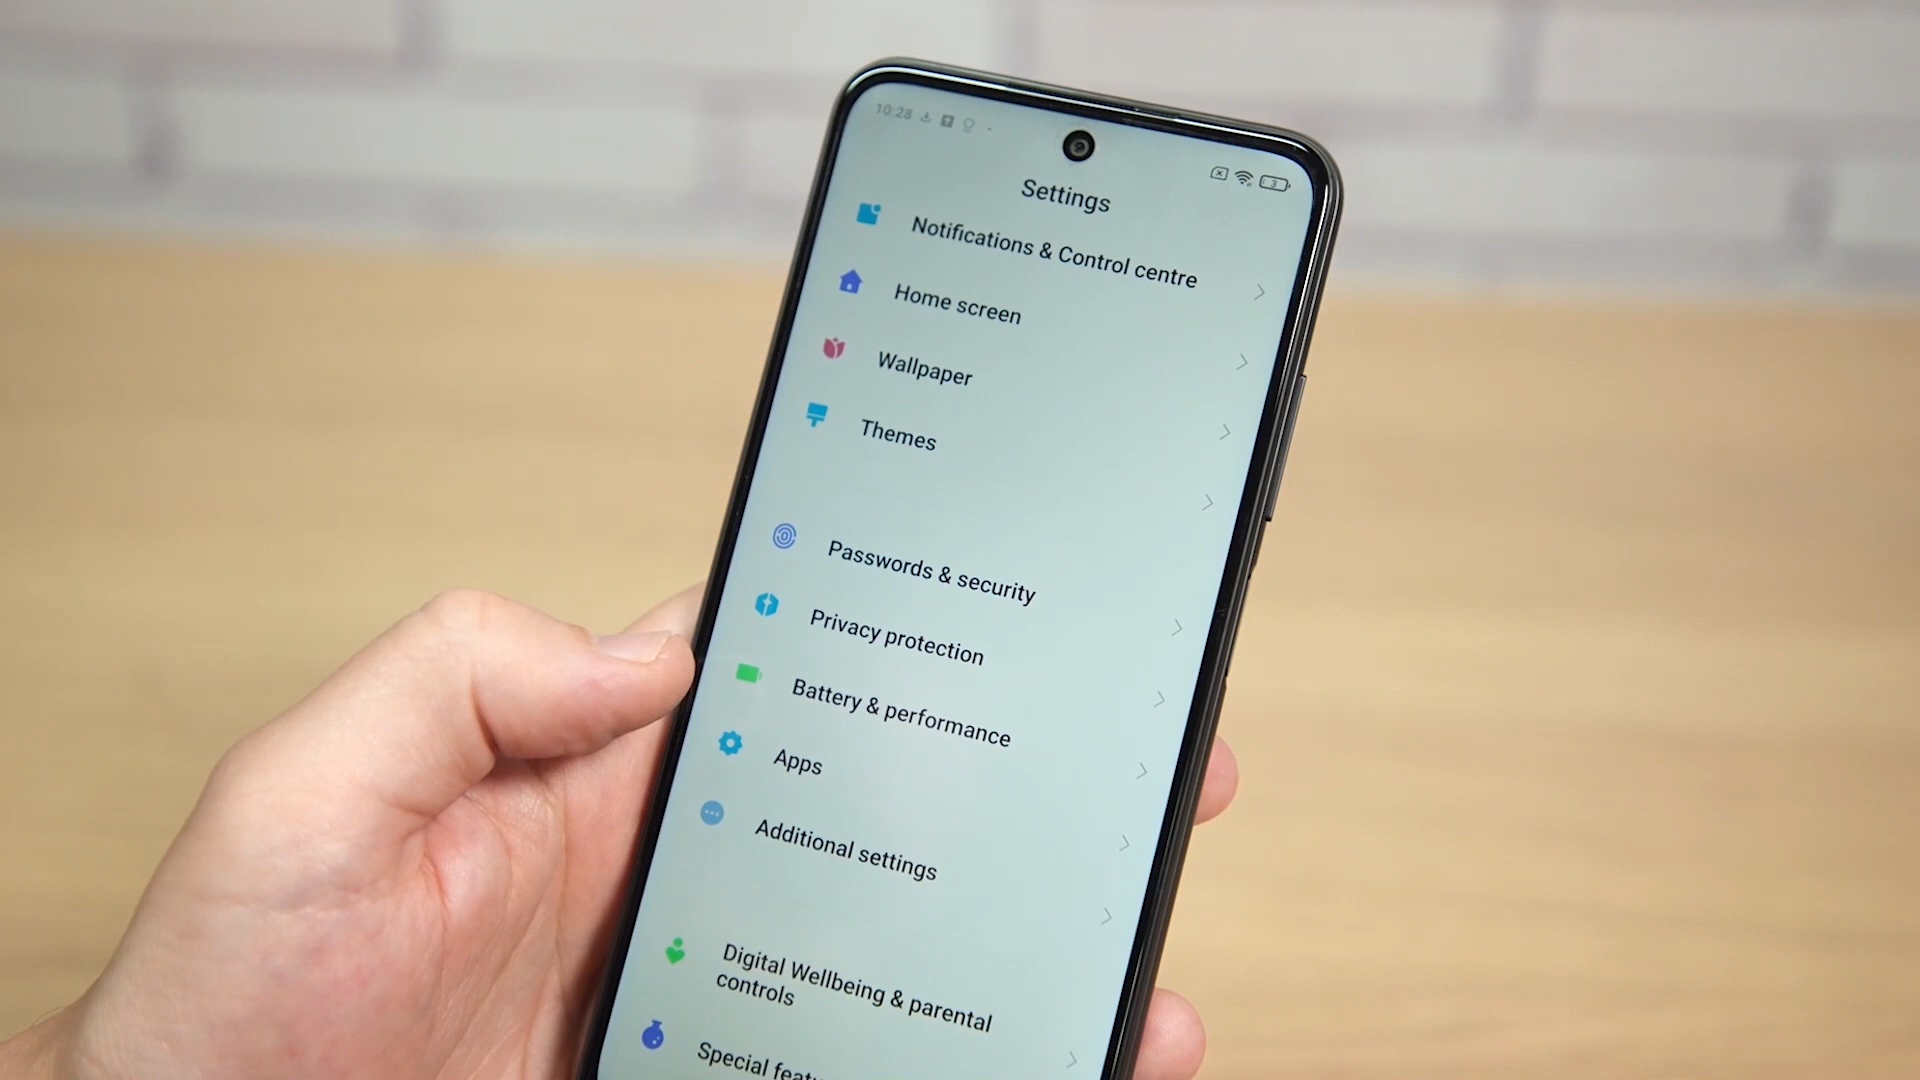 10:28
3
Settings
Notifications & Control centre
Home screen
Wallpaper
Themes
Passwords & security
Privacy protection
Battery & performance
Apps
Additional settings
Digital Wellbeing & parental
controls
Special